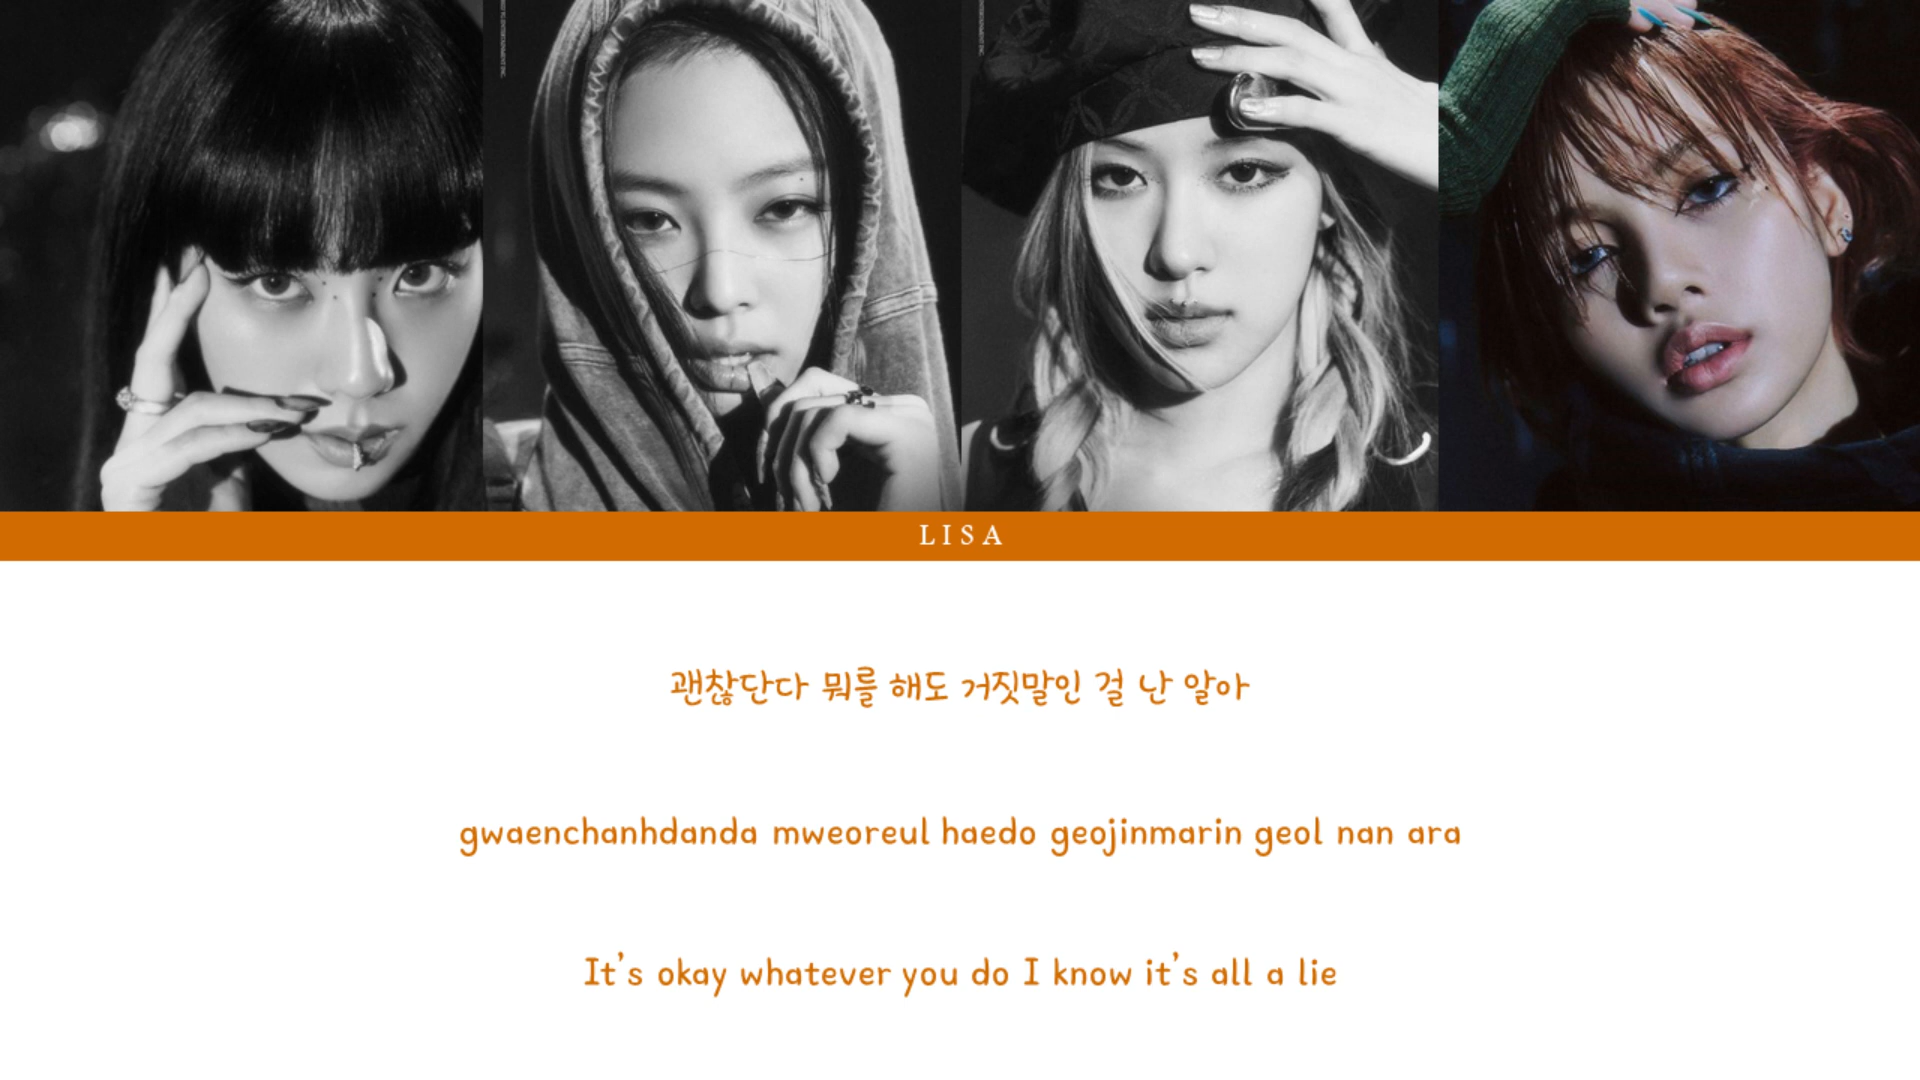 LISA
괜찮단다 뭐를 해도 거짓말인 걸 난 알아
gwaenchanhdanda mweoreul haedo geojinmarin geol nan ara
It's okay whatever you do I know it's all a lie